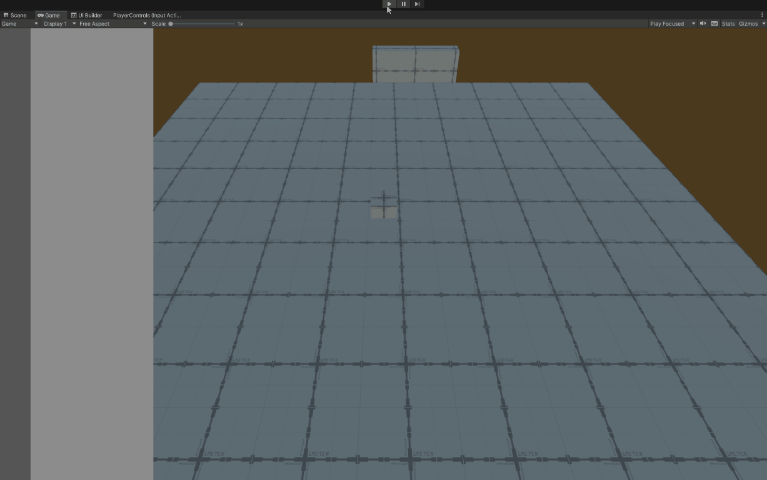 Scene Game UI Builder PlayerControls (Input Acti...
Game Display 1 Free Aspect Scale 1x Play Focused Stats Gizmos